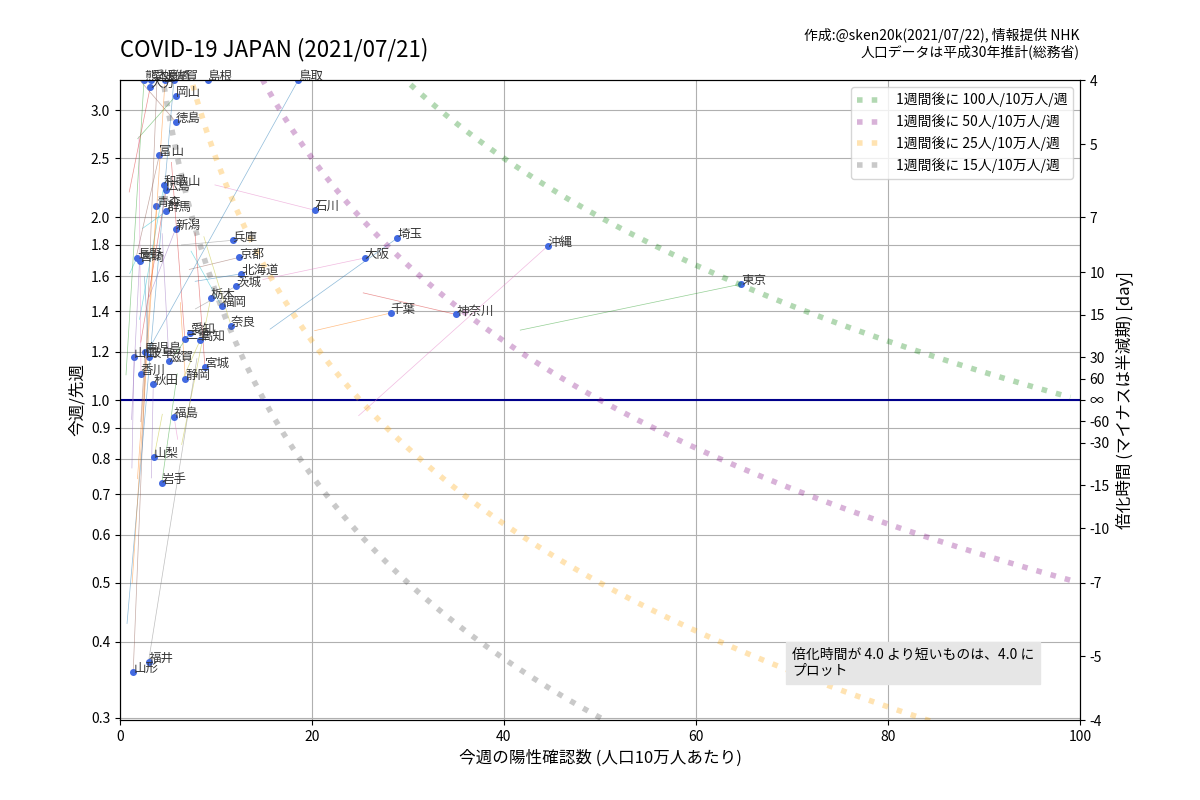 COVID-19 JAPAN (2021/07/21)
作成:@sken20k(2021/07/22), 情報提供 NHK
人口データは平成30年推計(総務省)
1週間後に 100人/10万人/週
1週間後に 50人/10万人/週
1週間後に 25人/10万人/週
1週間後に 15人/10万人/週
島根
鳥取
岡山
徳島
富山
和歌山
広島
青森
群馬
新潟
石川
埼玉
沖縄
兵庫
京都
大阪
長野
北海道
茨城
東京
栃木
福岡
千葉
神奈川
奈良
愛知
高知
鹿児島
滋賀
宮城
香川
秋田
静岡
福島
山梨
岩手
福井
山形
倍化時間が 4.0 より短いものは、4.0 に
プロット
今週/先週
3.0
2.5
2.0
1.8
1.6
1.4
1.2
1.0
0.9
0.8
0.7
0.6
0.5
0.4
0.3
0
20
40
60
80
100
今週の陽性確認数 (人口10万人あたり)
4
5
7
10
15
30
60
∞
-60
-30
-15
-10
-7
-5
-4
倍化時間 (マイナスは半減期) [day]